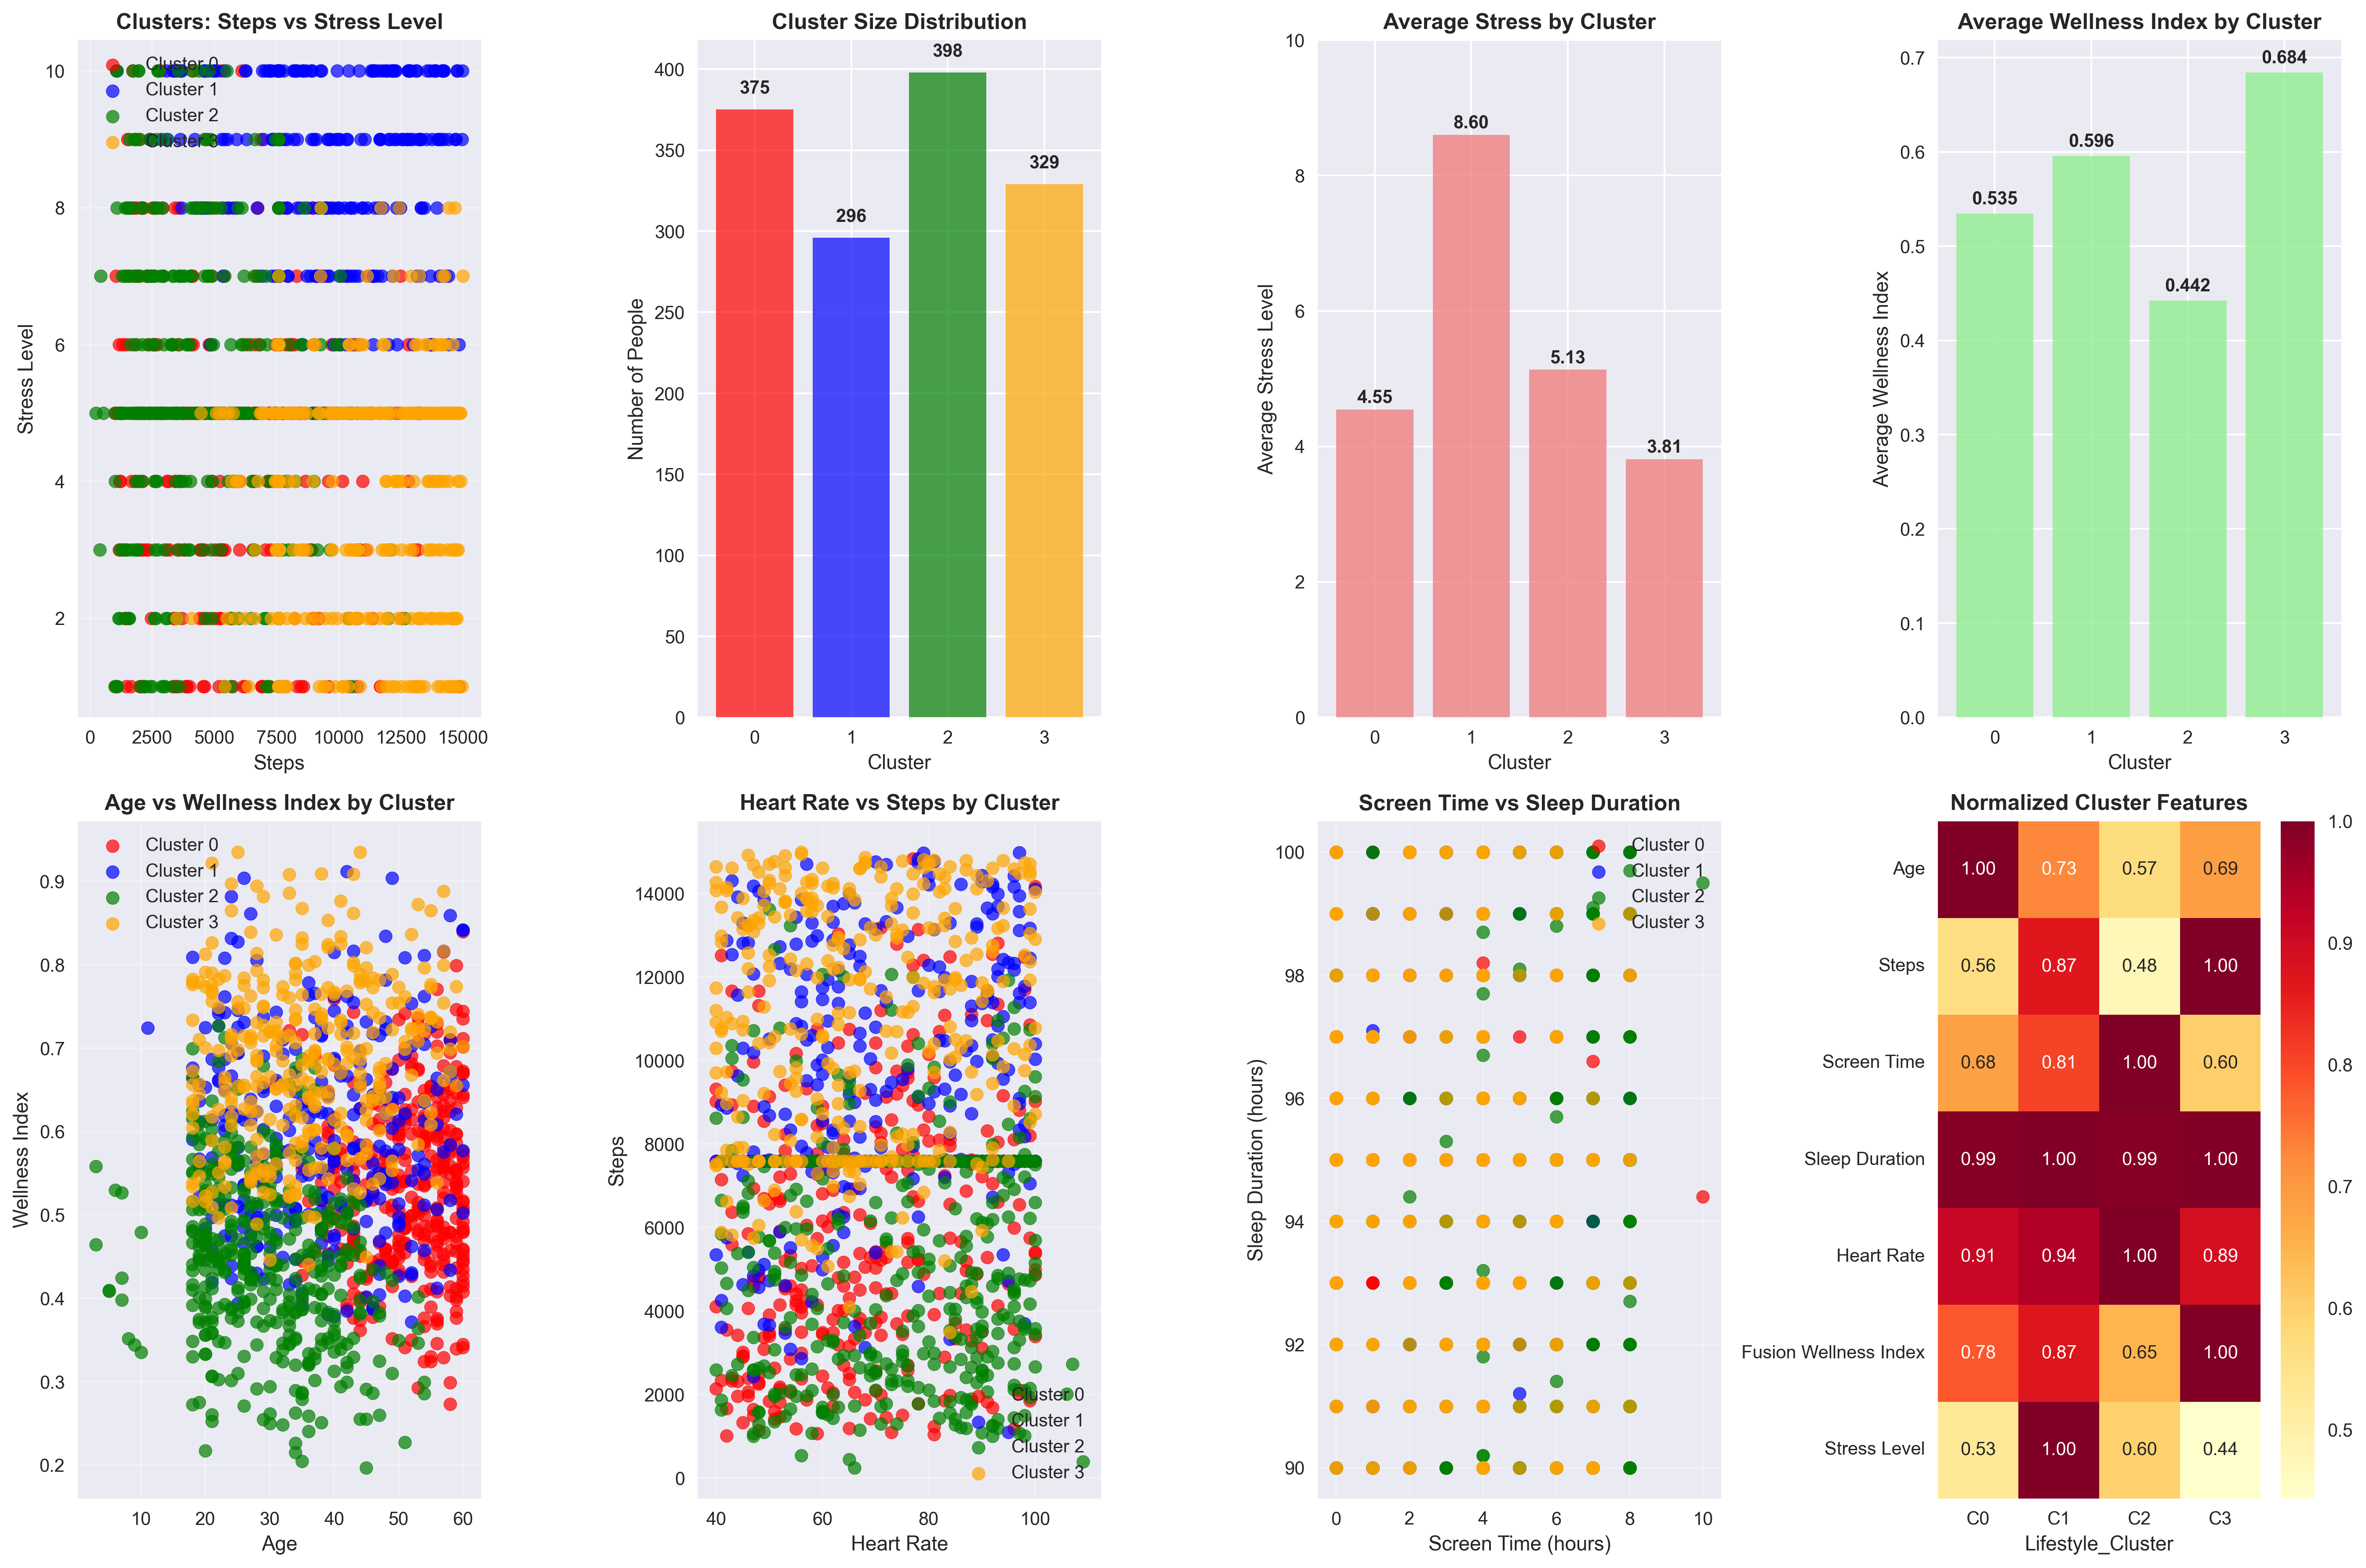 Clusters: Steps vs Stress Level
10
8
6
4
2
Stress Level
Cluster 0
Cluster 1
Cluster 2
Cluster 3
0 2500 5000 7500 10000 12500 15000
Steps
Cluster Size Distribution
400
350
300
250
200
150
100
50
0
Number of People
375
296
398
329
0 1 2 3
Cluster
Average Stress by Cluster
10
8
6
4
2
0
Average Stress Level
4.55
8.60
5.13
3.81
0 1 2 3
Cluster
Average Wellness Index by Cluster
0.7
0.6
0.5
0.4
0.3
0.2
0.1
0.0
Average Wellness Index
0.535
0.596
0.442
0.684
0 1 2 3
Cluster
Age vs Wellness Index by Cluster
0.9
0.8
0.7
0.6
0.5
0.4
0.3
0.2
Wellness Index
Cluster 0
Cluster 1
Cluster 2
Cluster 3
10 20 30 40 50 60
Age
Heart Rate vs Steps by Cluster
14000
12000
10000
8000
6000
4000
2000
0
Steps
Cluster 0
Cluster 1
Cluster 2
Cluster 3
40 60 80 100
Heart Rate
Screen Time vs Sleep Duration
100
98
96
94
92
90
Sleep Duration (hours)
Cluster 0
Cluster 1
Cluster 2
Cluster 3
0 2 4 6 8 10
Screen Time (hours)
Normalized Cluster Features
Age 1.00 0.73 0.57 0.69
Steps 0.56 0.87 0.48 1.00
Screen Time 0.68 0.81 1.00 0.60
Sleep Duration 0.99 1.00 0.99 1.00
Heart Rate 0.91 0.94 1.00 0.89
Fusion Wellness Index 0.78 0.87 0.65 1.00
Stress Level 0.53 1.00 0.60 0.44
C0 C1 C2 C3
Lifestyle_Cluster
1.0
0.9
0.8
0.7
0.6
0.5